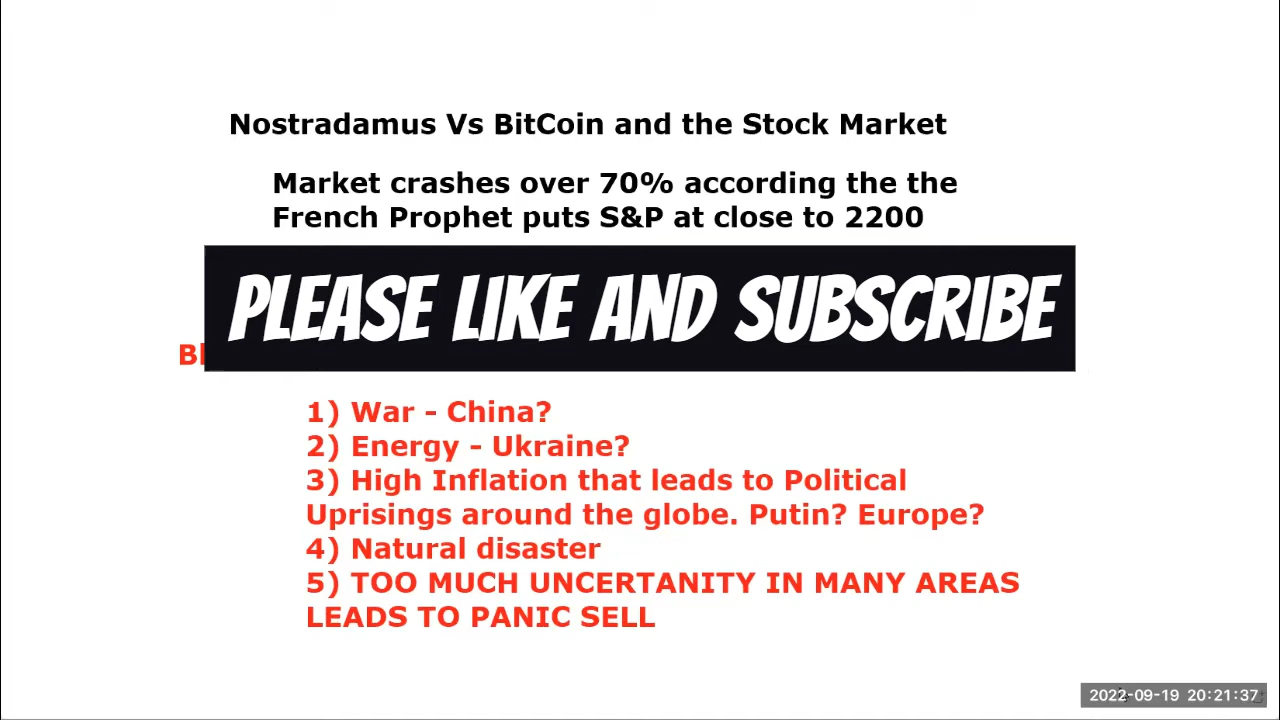 Nostradamus Vs BitCoin and the Stock Market
Market crashes over 70% according the the
French Prophet puts S&P at close to 2200
PLEASE LIKE AND SUBSCRIBE
1) War - China?
2) Energy - Ukraine?
3) High Inflation that leads to Political
Uprisings around the globe. Putin? Europe?
4) Natural disaster
5) TOO MUCH UNCERTANITY IN MANY AREAS
LEADS TO PANIC SELL
2022-09-19 20:21:37